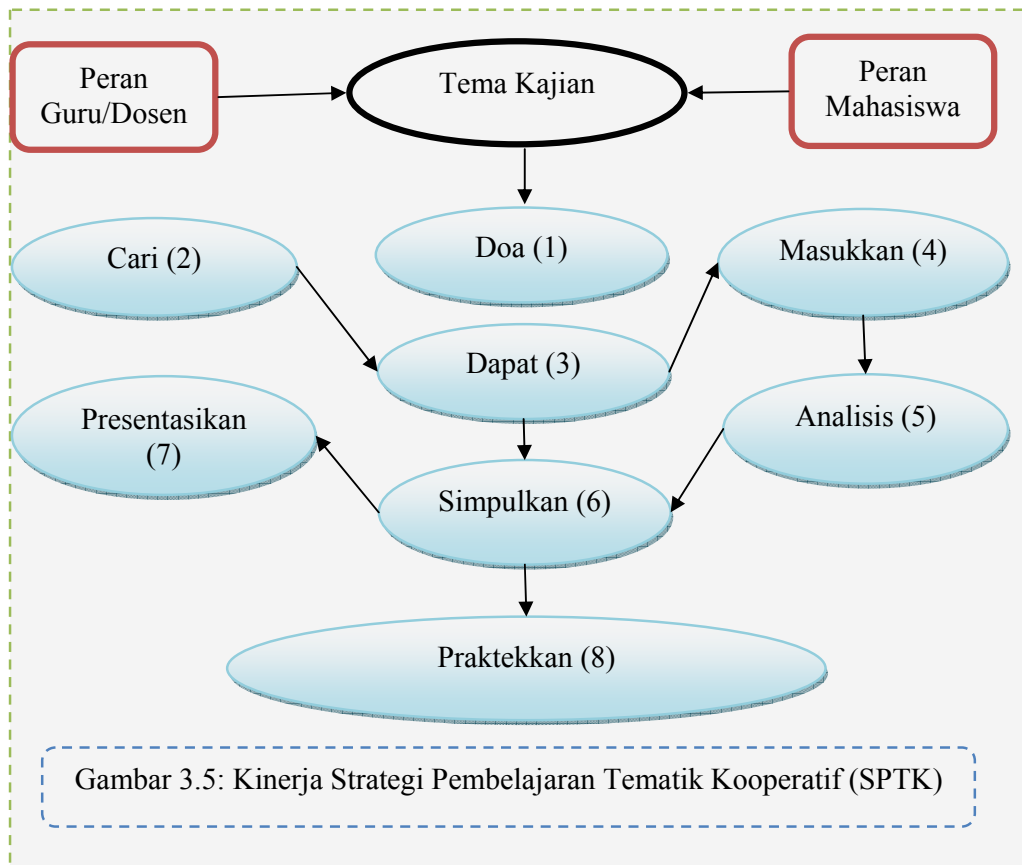 Peran
Guru/Dosen
Tema Kajian
Peran
Mahasiswa
Doa (1)
Cari (2)
Masukkan (4)
Dapat (3)
Presentasikan
(7)
Analisis (5)
Simpulkan (6)
Praktekkan (8)
Gambar 3.5: Kinerja Strategi Pembelajaran Tematik Kooperatif (SPTK)